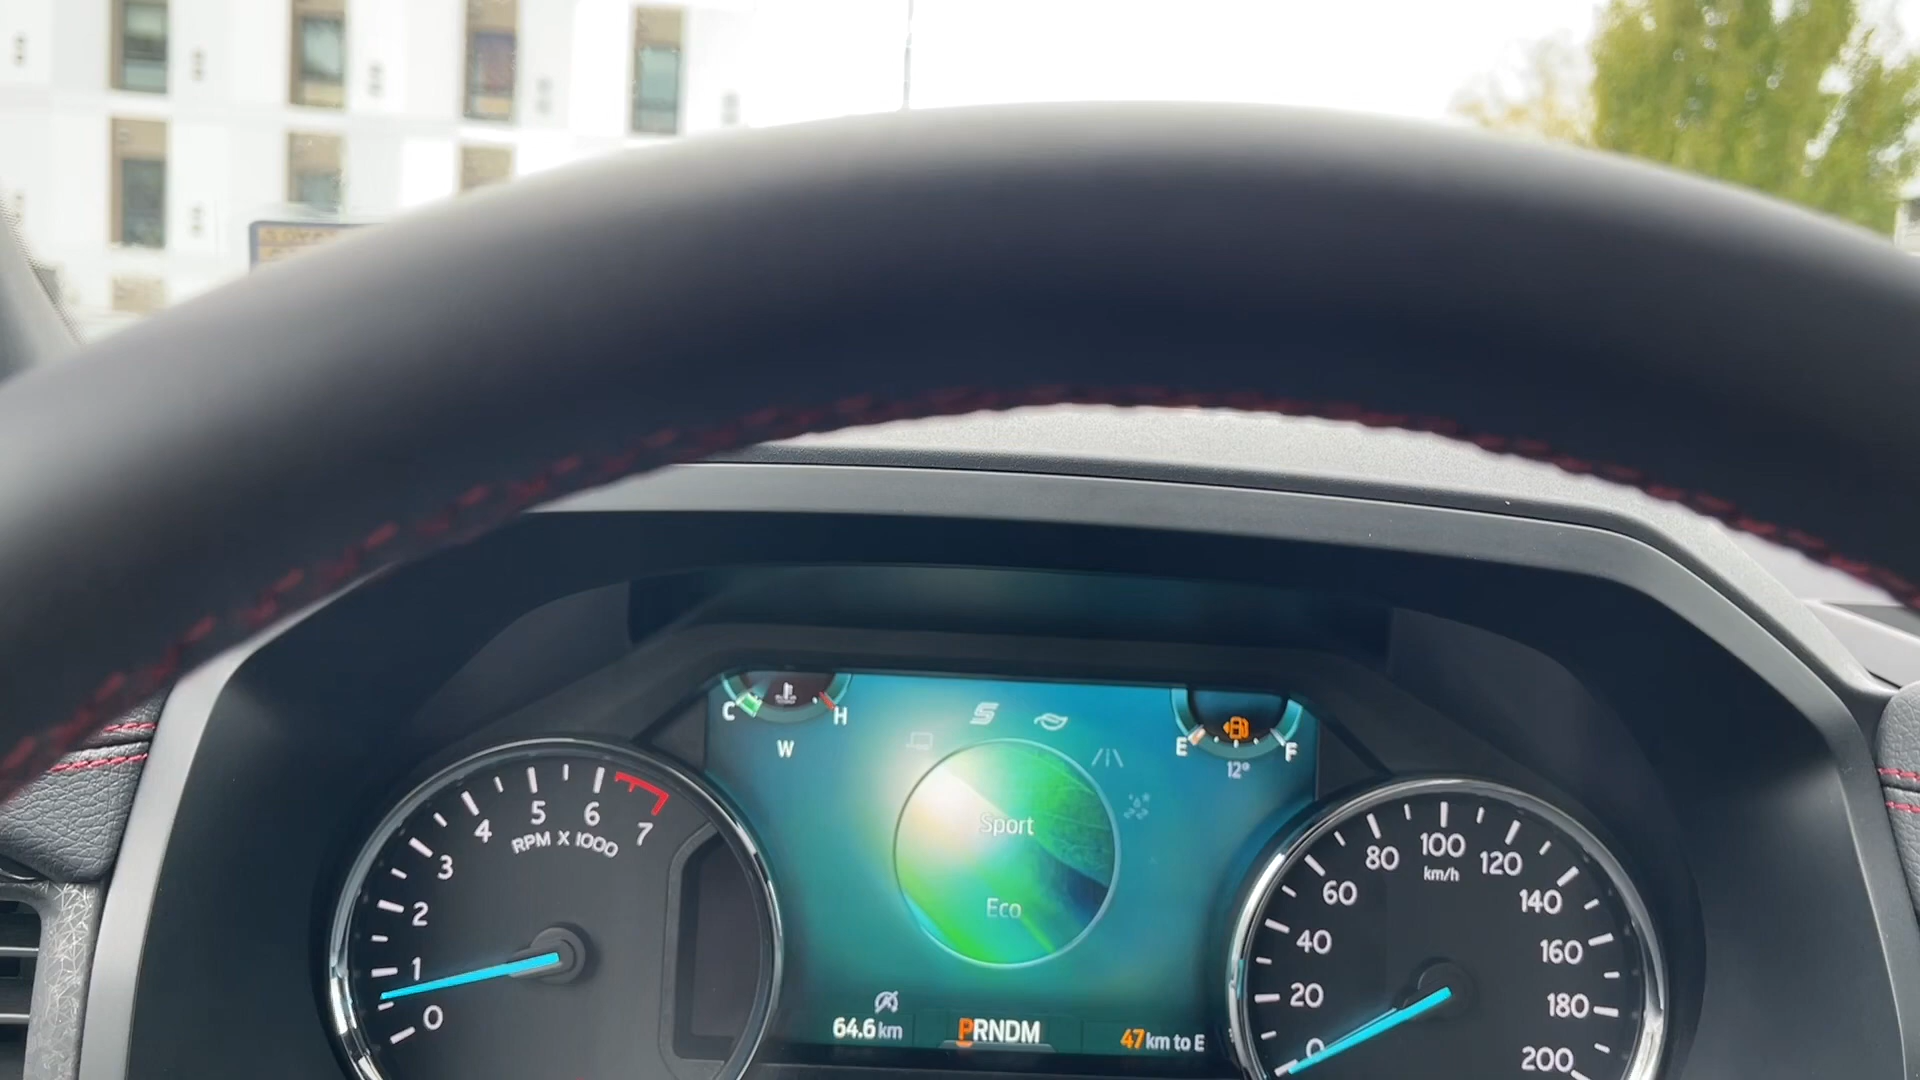 C H
W
E F
12°
Sport
Eco
0 1 2 3 4 5 6 7
RPM X 1000
0 20 40 60 80 100 120 140 160 180 200
km/h
64.6 km
PRNDM
47 km to E